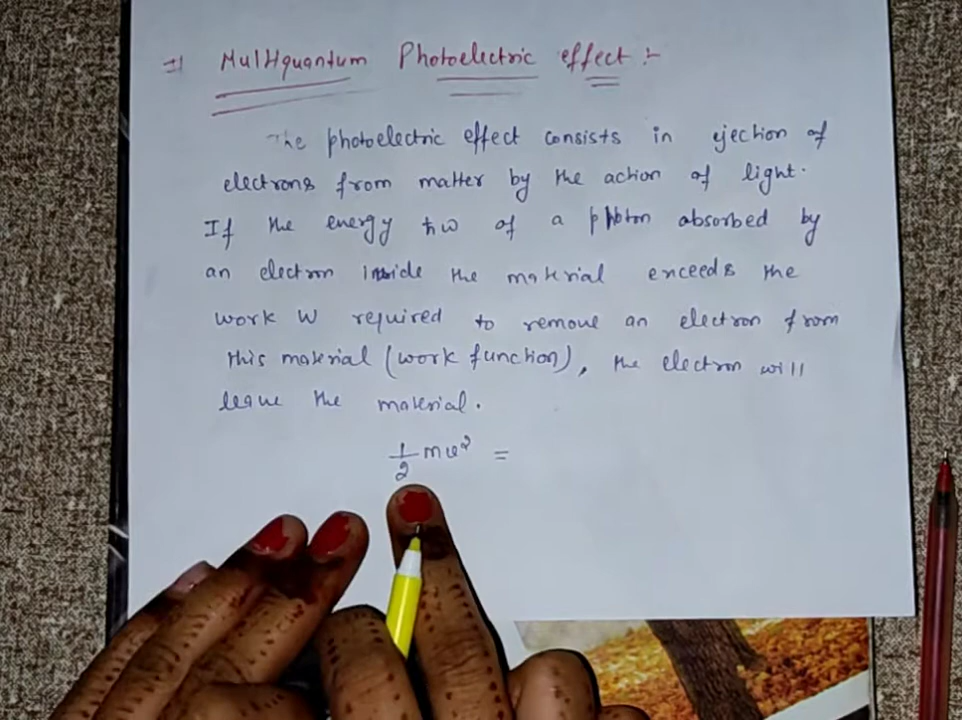 =) Multiquantum Photoelectric effect :-
The photoelectric effect consists in ejection of
electrons from matter by the action of light.
If the energy ħω of a photon absorbed by
an electron inside the material exceeds the
work W required to remove an electron from
this material (work function), the electron will
leave the material.
1/2 mv² =